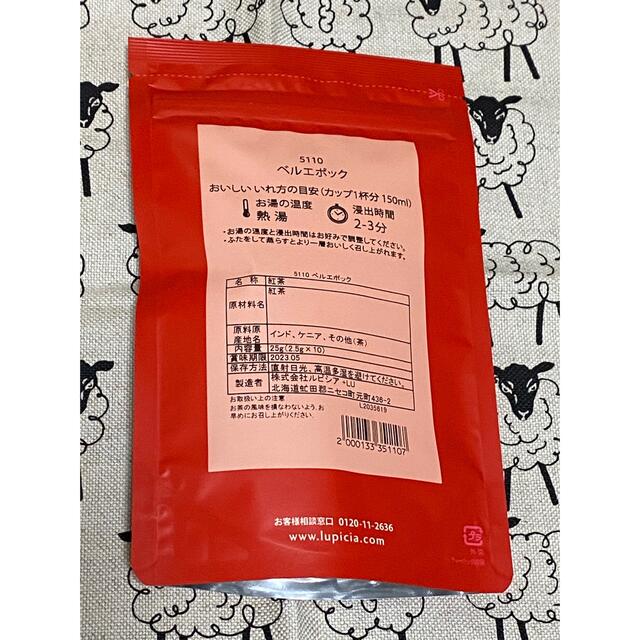 5110
ベルエポック
おいしい いれ方の目安(カップ1杯分 150ml)
お湯の温度
熱湯
浸出時間
2-3分
・お湯の温度と浸出時間はお好みで調整してください。
・ふたをして蒸らすとより一層おいしく召し上がれます。
5110 ベルエポック
名 称 紅茶
原材料名 紅茶
原料原産地名 インド、ケニア、その他(茶)
内容量 25g(2.5g×10)
賞味期限 2023.05
保存方法 直射日光、高温多湿を避けてください。
製造者 株式会社ルピシア +LU
北海道虻田郡ニセコ町元町436-2
お取扱い上の注意 L2035619
お茶の風味を損なわないよう、お
早めにお召し上がりください。
2 000133 351107
お客様相談窓口 0120-11-2636
www.lupicia.com
プラ
外装